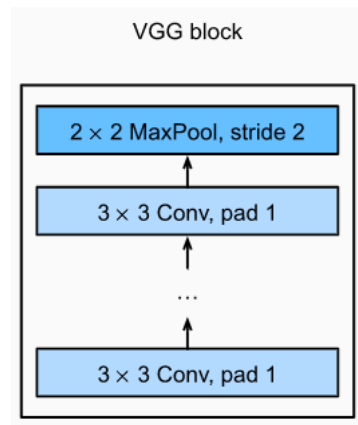 VGG block
2 × 2 MaxPool, stride 2
3 × 3 Conv, pad 1
...
3 × 3 Conv, pad 1